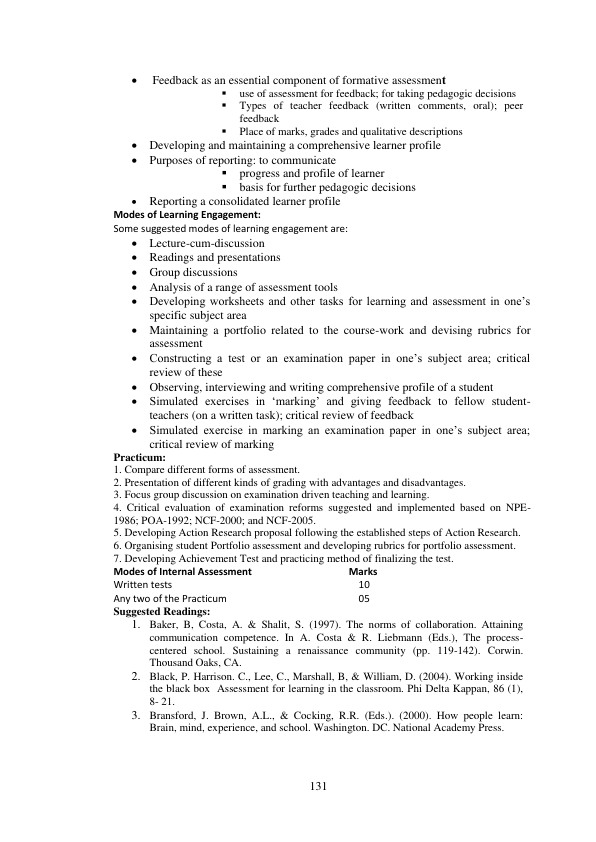 • Feedback as an essential component of formative assessment
▪ use of assessment for feedback; for taking pedagogic decisions
▪ Types of teacher feedback (written comments, oral); peer
feedback
▪ Place of marks, grades and qualitative descriptions
• Developing and maintaining a comprehensive learner profile
• Purposes of reporting: to communicate
▪ progress and profile of learner
▪ basis for further pedagogic decisions
• Reporting a consolidated learner profile
Modes of Learning Engagement:
Some suggested modes of learning engagement are:
• Lecture-cum-discussion
• Readings and presentations
• Group discussions
• Analysis of a range of assessment tools
• Developing worksheets and other tasks for learning and assessment in one’s
specific subject area
• Maintaining a portfolio related to the course-work and devising rubrics for
assessment
• Constructing a test or an examination paper in one’s subject area; critical
review of these
• Observing, interviewing and writing comprehensive profile of a student
• Simulated exercises in ‘marking’ and giving feedback to fellow student-
teachers (on a written task); critical review of feedback
• Simulated exercise in marking an examination paper in one’s subject area;
critical review of marking
Practicum:
1. Compare different forms of assessment.
2. Presentation of different kinds of grading with advantages and disadvantages.
3. Focus group discussion on examination driven teaching and learning.
4. Critical evaluation of examination reforms suggested and implemented based on NPE-
1986; POA-1992; NCF-2000; and NCF-2005.
5. Developing Action Research proposal following the established steps of Action Research.
6. Organising student Portfolio assessment and developing rubrics for portfolio assessment.
7. Developing Achievement Test and practicing method of finalizing the test.
Modes of Internal Assessment Marks
Written tests 10
Any two of the Practicum 05
Suggested Readings:
1. Baker, B, Costa, A. & Shalit, S. (1997). The norms of collaboration. Attaining
communication competence. In A. Costa & R. Liebmann (Eds.), The process-
centered school. Sustaining a renaissance community (pp. 119-142). Corwin.
Thousand Oaks, CA.
2. Black, P. Harrison. C., Lee, C., Marshall, B, & William, D. (2004). Working inside
the black box Assessment for learning in the classroom. Phi Delta Kappan, 86 (1),
8- 21.
3. Bransford, J. Brown, A.L., & Cocking, R.R. (Eds.). (2000). How people learn:
Brain, mind, experience, and school. Washington. DC. National Academy Press.
131